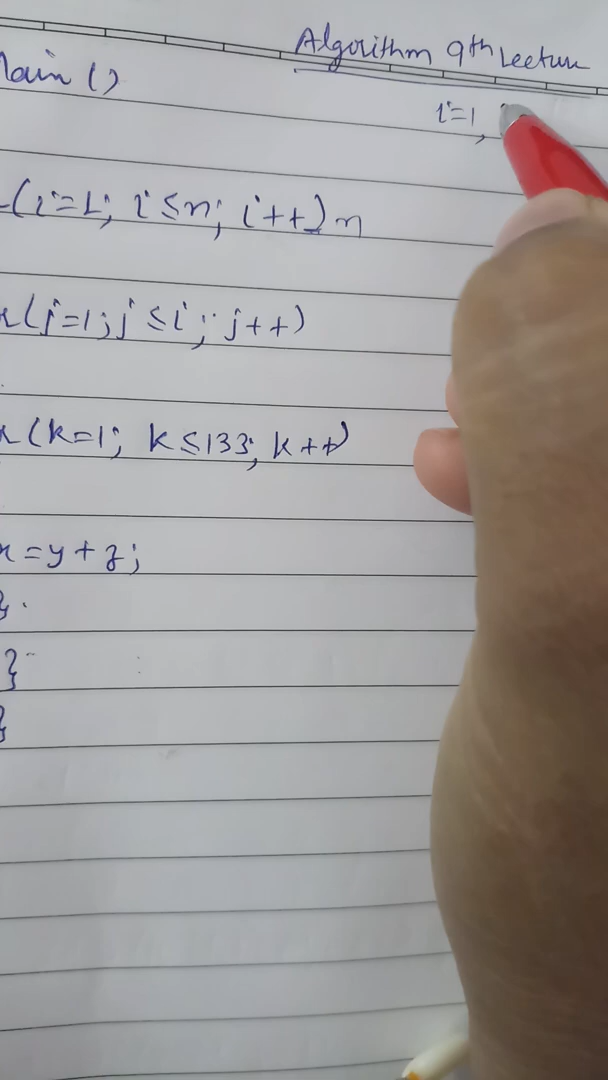 Algorithm 9th Lecture
Main ()
i=1,
(i=1; i≤n; i++) n
r(j=1; j≤i; j++)
r(k=1; k≤133; k++)
x=y+z;
}
}
}